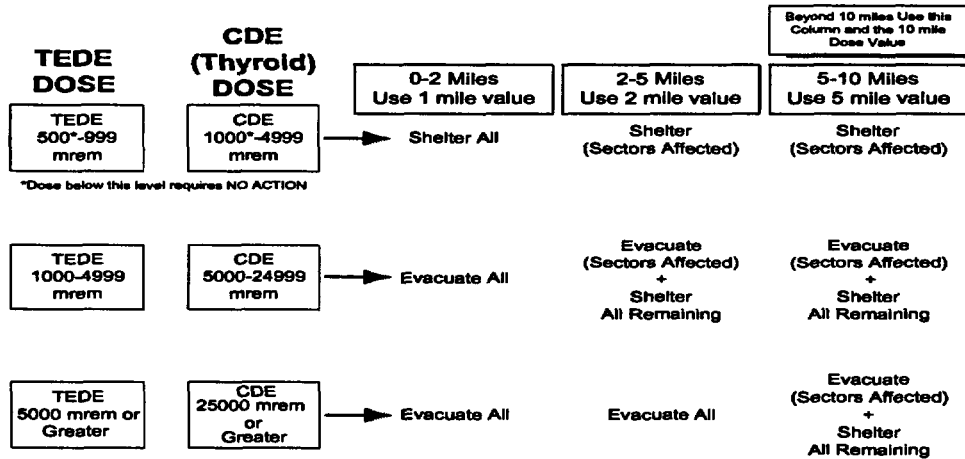 Beyond 10 miles Use this
Column and the 10 mile
Dose Value
TEDE
DOSE
CDE
(Thyroid)
DOSE
0-2 Miles
Use 1 mile value
2-5 Miles
Use 2 mile value
5-10 Miles
Use 5 mile value
TEDE
500*-999
mrem
CDE
1000*-4999
mrem
Shelter All
Shelter
(Sectors Affected)
Shelter
(Sectors Affected)
*Dose below this level requires NO ACTION
TEDE
1000-4999
mrem
CDE
5000-24999
mrem
Evacuate All
Evacuate
(Sectors Affected)
+
Shelter
All Remaining
Evacuate
(Sectors Affected)
+
Shelter
All Remaining
TEDE
5000 mrem or
Greater
CDE
25000 mrem
or
Greater
Evacuate All
Evacuate All
Evacuate
(Sectors Affected)
+
Shelter
All Remaining